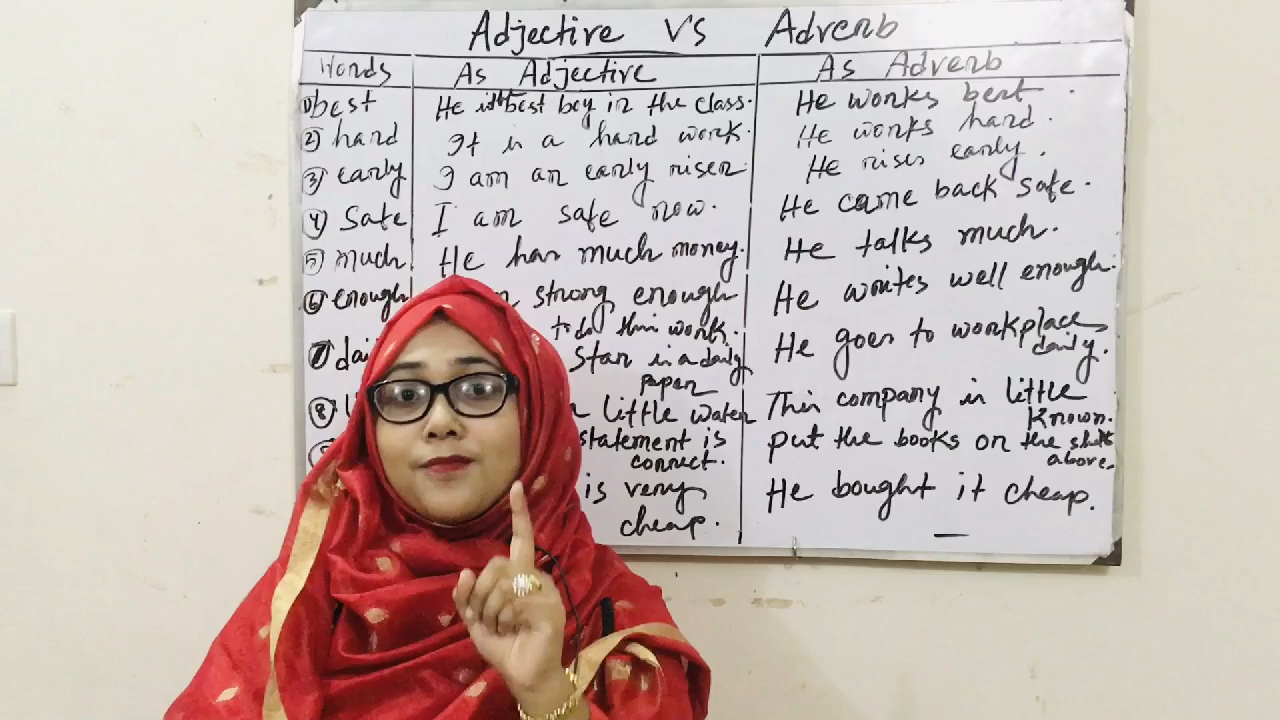 Adjective VS Adverb
Words As Adjective As Adverb
① best He is the best boy in the class. He works best.
② hard It is a hard work. He works hard.
③ early I am an early riser He rises early.
④ Safe I am safe now. He came back safe.
⑤ much He has much money. He talks much.
⑥ enough strong enough He writes well enough.
to do this work.
⑦ Star is a daily He goes to workplace
paper daily.
⑧ little water This company is little
known.
statement is put the books on the
correct. above.
is very He bought it cheap.
cheap.